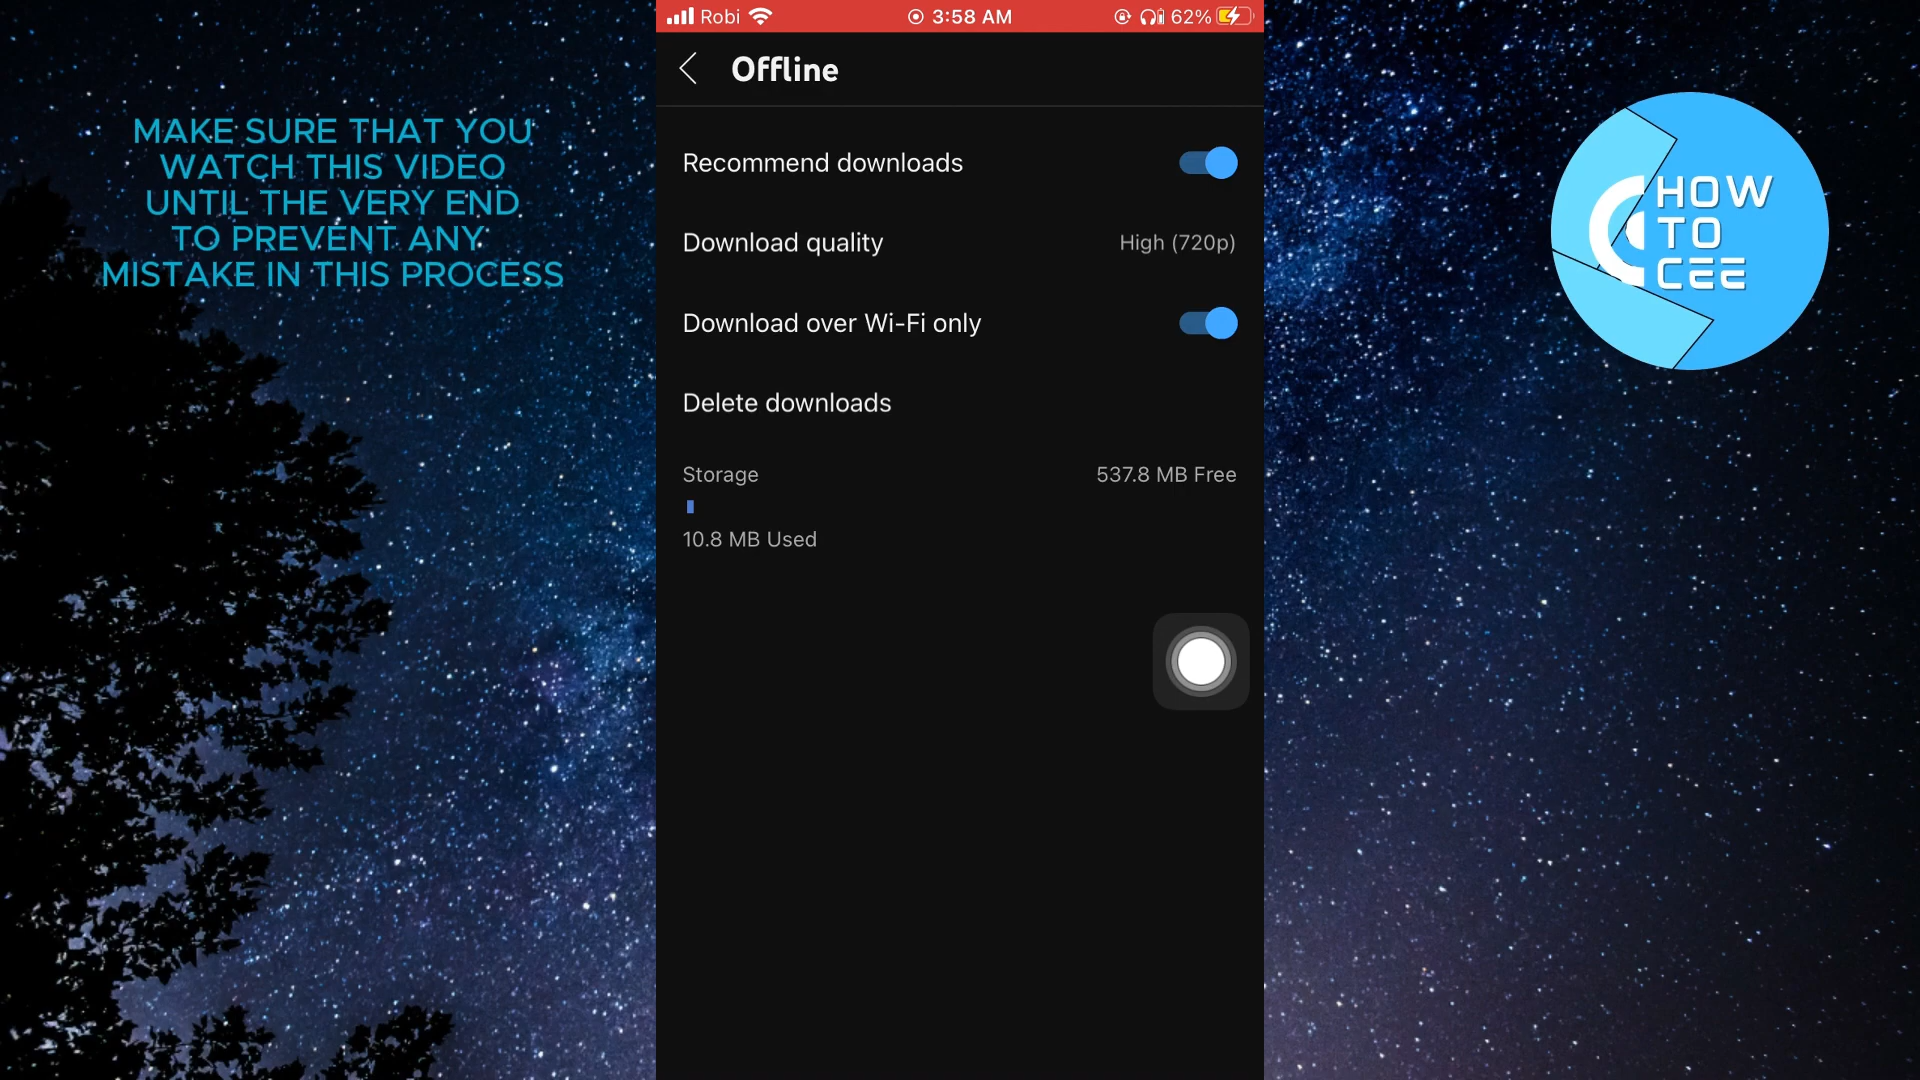 MAKE SURE THAT YOU
WATCH THIS VIDEO
UNTIL THE VERY END
TO PREVENT ANY
MISTAKE IN THIS PROCESS
Robi
3:58 AM
62%
Offline
Recommend downloads
Download quality
High (720p)
Download over Wi-Fi only
Delete downloads
Storage
537.8 MB Free
10.8 MB Used
HOW
TO
CEE